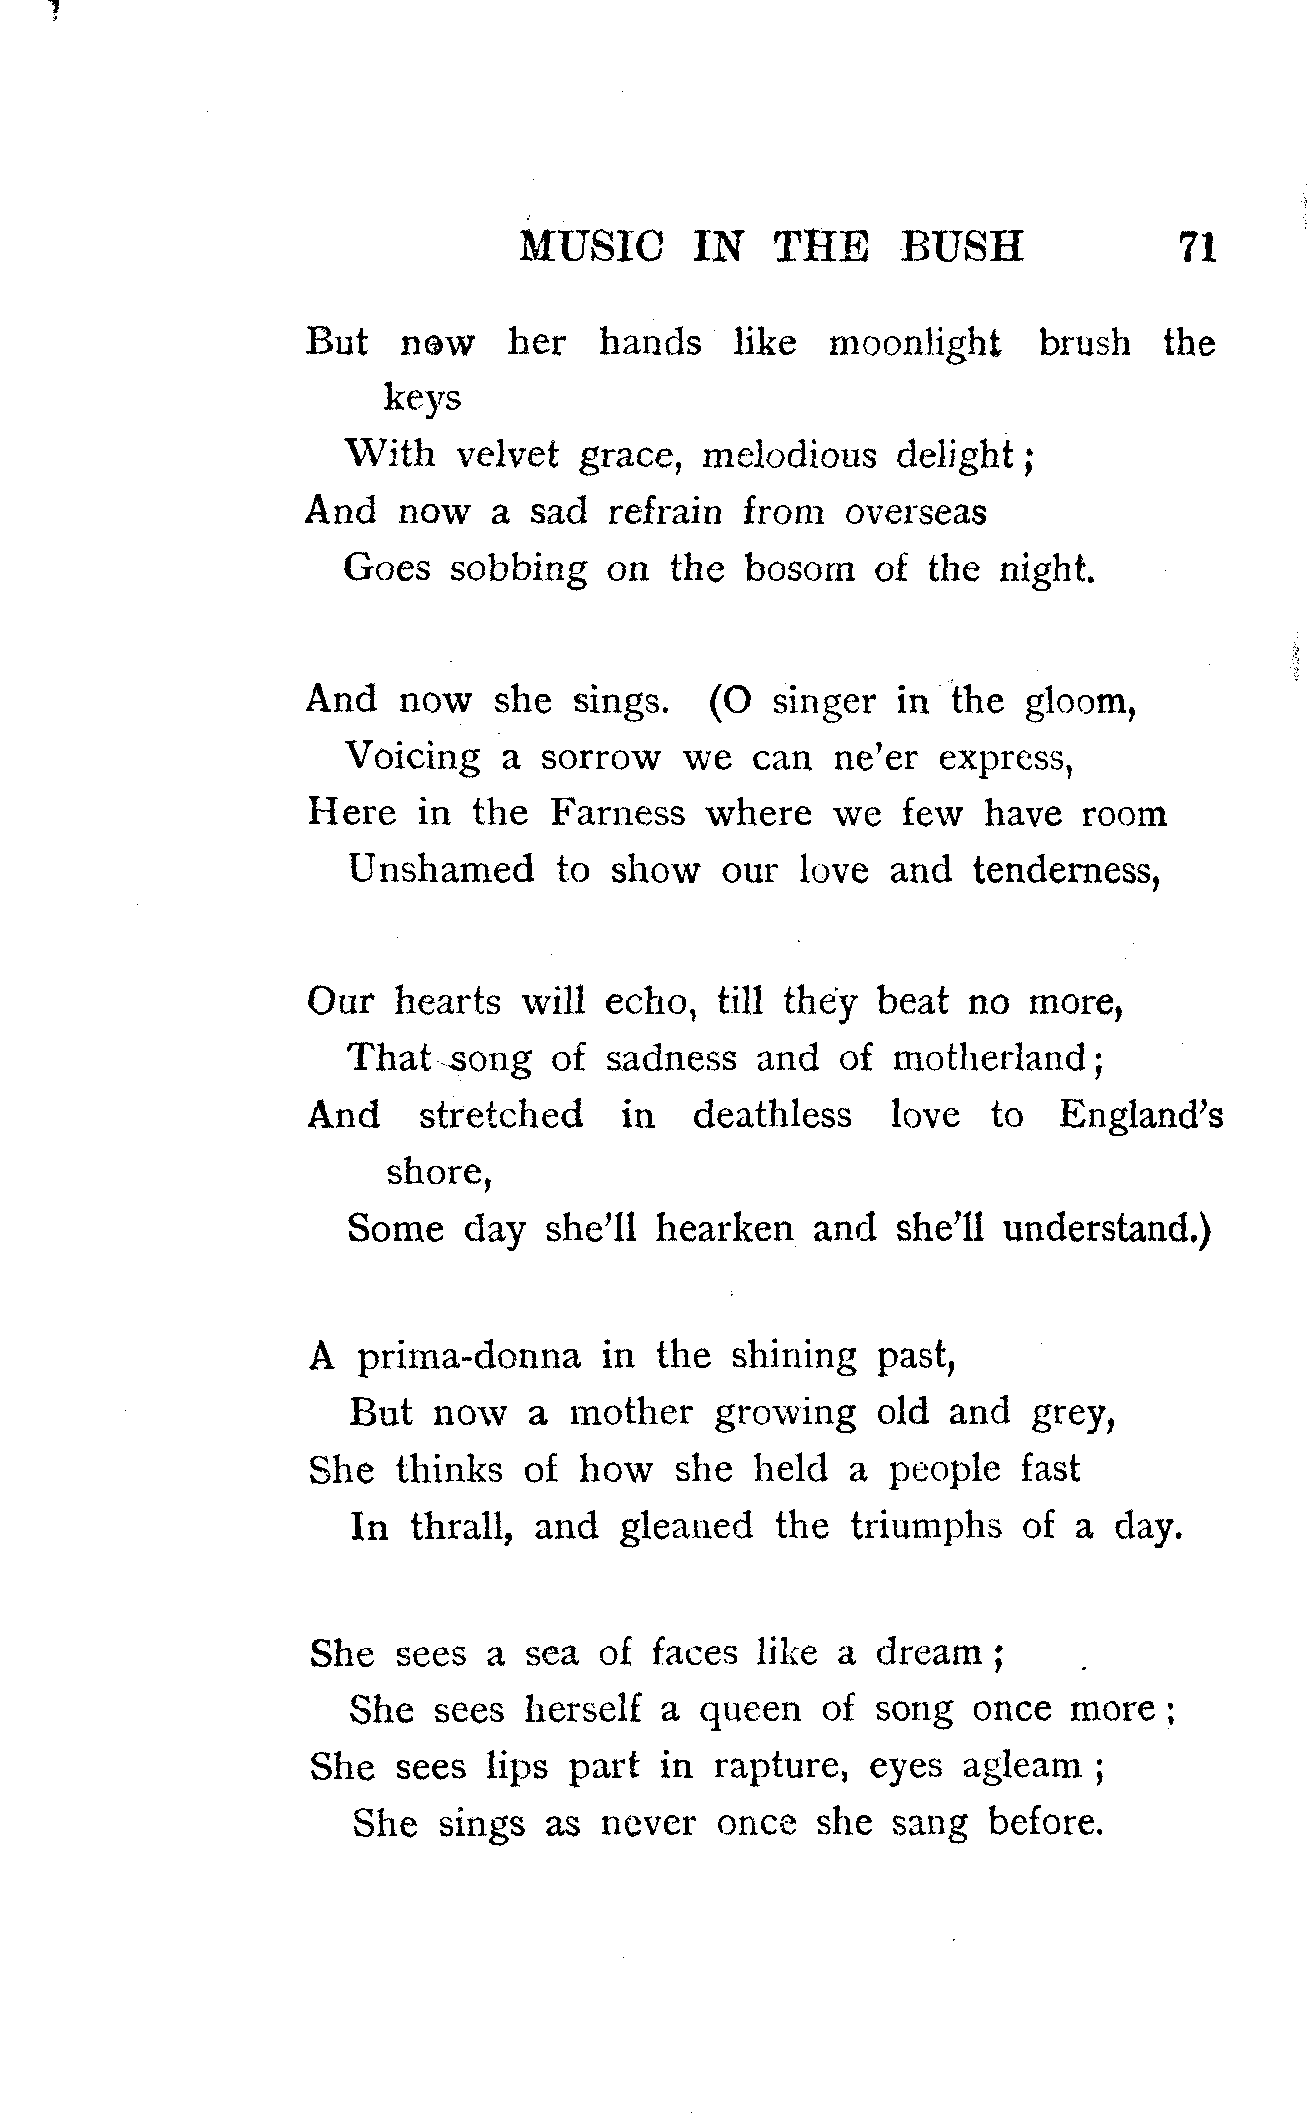 MUSIC IN THE BUSH 71
But now her hands like moonlight brush the
keys
With velvet grace, melodious delight;
And now a sad refrain from overseas
Goes sobbing on the bosom of the night.
And now she sings. (O singer in the gloom,
Voicing a sorrow we can ne'er express,
Here in the Farness where we few have room
Unshamed to show our love and tenderness,
Our hearts will echo, till they beat no more,
That song of sadness and of motherland;
And stretched in deathless love to England's
shore,
Some day she'll hearken and she'll understand.)
A prima-donna in the shining past,
But now a mother growing old and grey,
She thinks of how she held a people fast
In thrall, and gleaned the triumphs of a day.
She sees a sea of faces like a dream;
She sees herself a queen of song once more;
She sees lips part in rapture, eyes agleam;
She sings as never once she sang before.